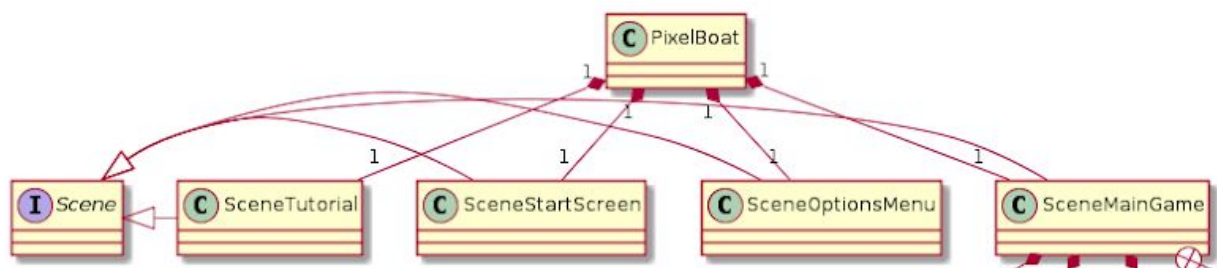 C PixelBoat
1 1
1 1
1 1 1 1
I Scene C SceneTutorial C SceneStartScreen C SceneOptionsMenu C SceneMainGame